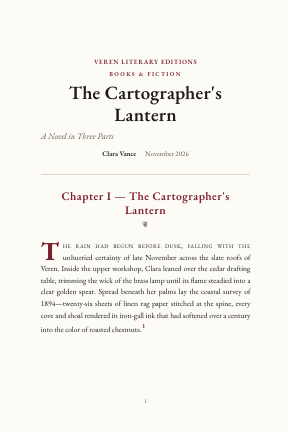 VEREN LITERARY EDITIONS
BOOKS & FICTION
The Cartographer's
Lantern
A Novel in Three Parts
Clara Vance November 2026
Chapter I — The Cartographer's
Lantern
❦
THE RAIN HAD BEGUN BEFORE DUSK, FALLING WITH THE
unhurried certainty of late November across the slate roofs of
Veren. Inside the upper workshop, Clara leaned over the cedar drafting
table, trimming the wick of the brass lamp until its flame steadied into a
clear golden spear. Spread beneath her palms lay the coastal survey of
1894—twenty-six sheets of linen rag paper stitched at the spine, every
cove and shoal rendered in iron-gall ink that had softened over a century
into the color of roasted chestnuts.1
1